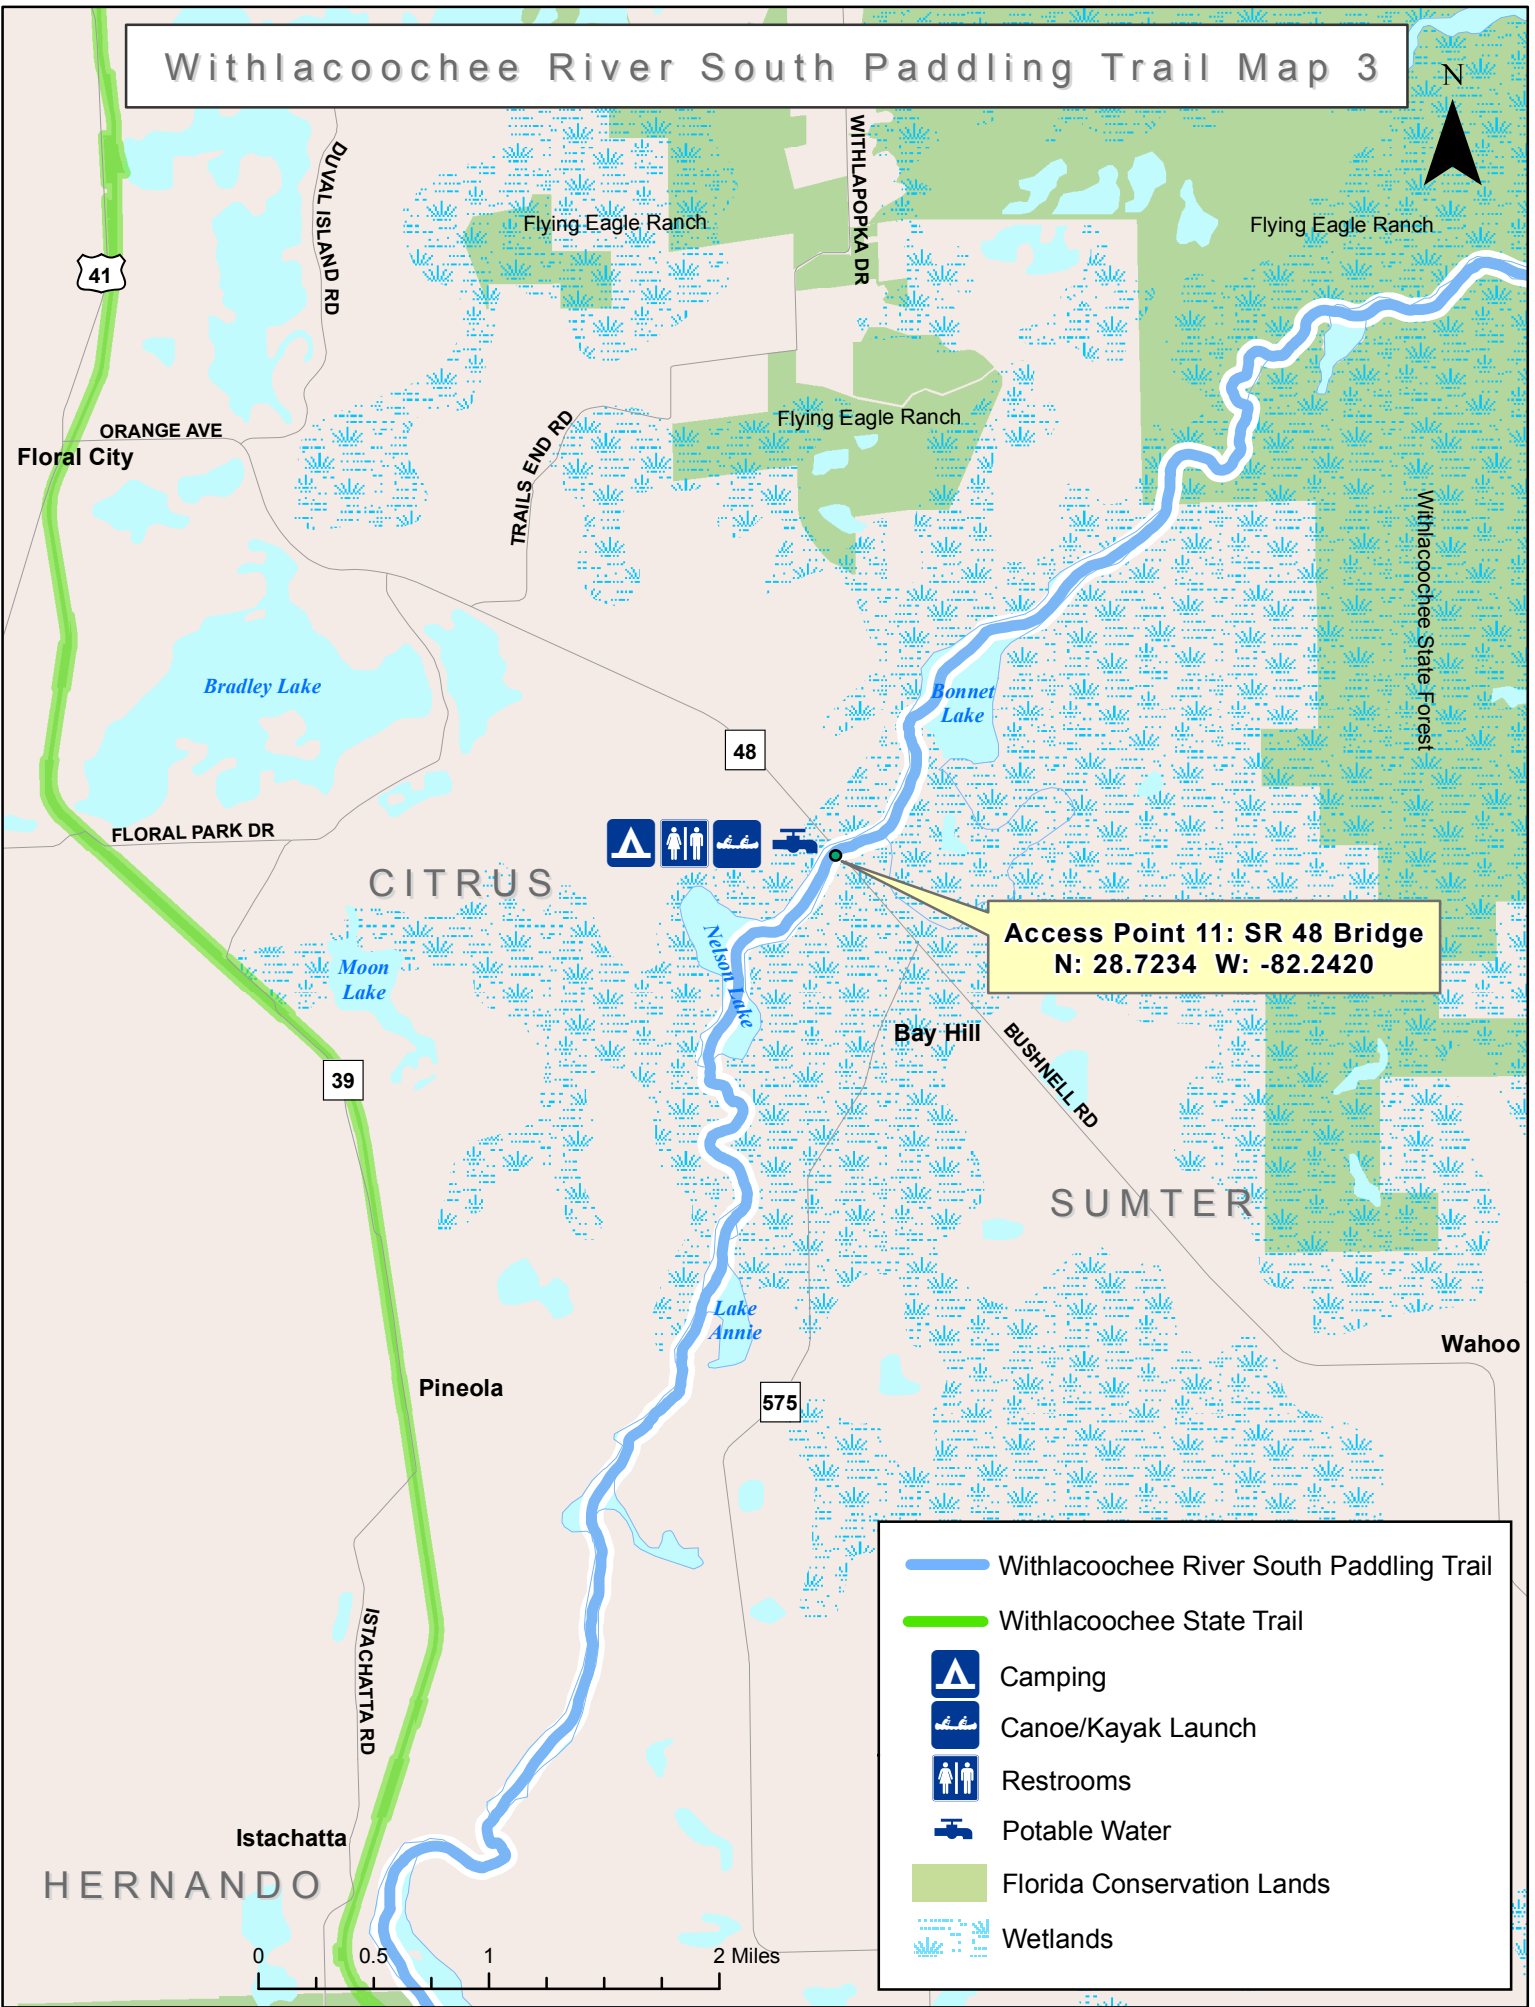 Withlacoochee River South Paddling Trail Map 3
N
DUVAL ISLAND RD
WITHLAPOPKA DR
Flying Eagle Ranch
Flying Eagle Ranch
41
ORANGE AVE
Floral City
TRAILS END RD
Flying Eagle Ranch
Withlacoochee State Forest
Bradley Lake
Bonnet
Lake
48
FLORAL PARK DR
CITRUS
Access Point 11: SR 48 Bridge
N: 28.7234 W: -82.2420
Nelson Lake
Moon
Lake
Bay Hill
BUSHNELL RD
39
SUMTER
Lake
Annie
Wahoo
Pineola
575
ISTACHATTA RD
Istachatta
HERNANDO
0 0.5 1 2 Miles
Withlacoochee River South Paddling Trail
Withlacoochee State Trail
Camping
Canoe/Kayak Launch
Restrooms
Potable Water
Florida Conservation Lands
Wetlands